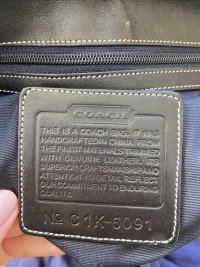 COACH
THIS IS A COACH BAG. IT WAS
HANDCRAFTED IN CHINA FROM
THE FINEST MATERIALS TRIMMED
WITH GENUINE LEATHERS. ITS
SUPERIOR CRAFTSMANSHIP AND
ATTENTION TO DETAIL REFLECT
OUR COMMITMENT TO ENDURING
QUALITY.
No C1K-6091